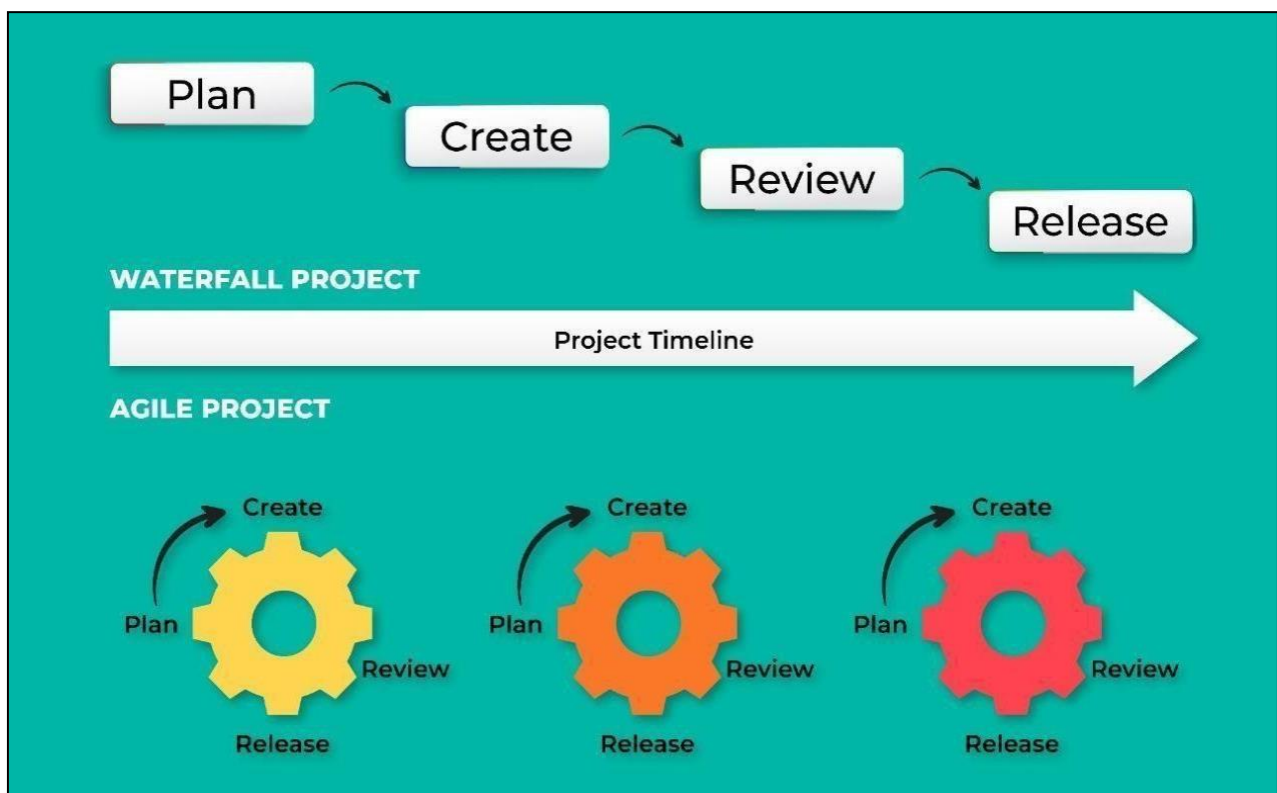 Plan
Create
Review
Release
WATERFALL PROJECT
Project Timeline
AGILE PROJECT
Create
Plan
Review
Release
Create
Plan
Review
Release
Create
Plan
Review
Release